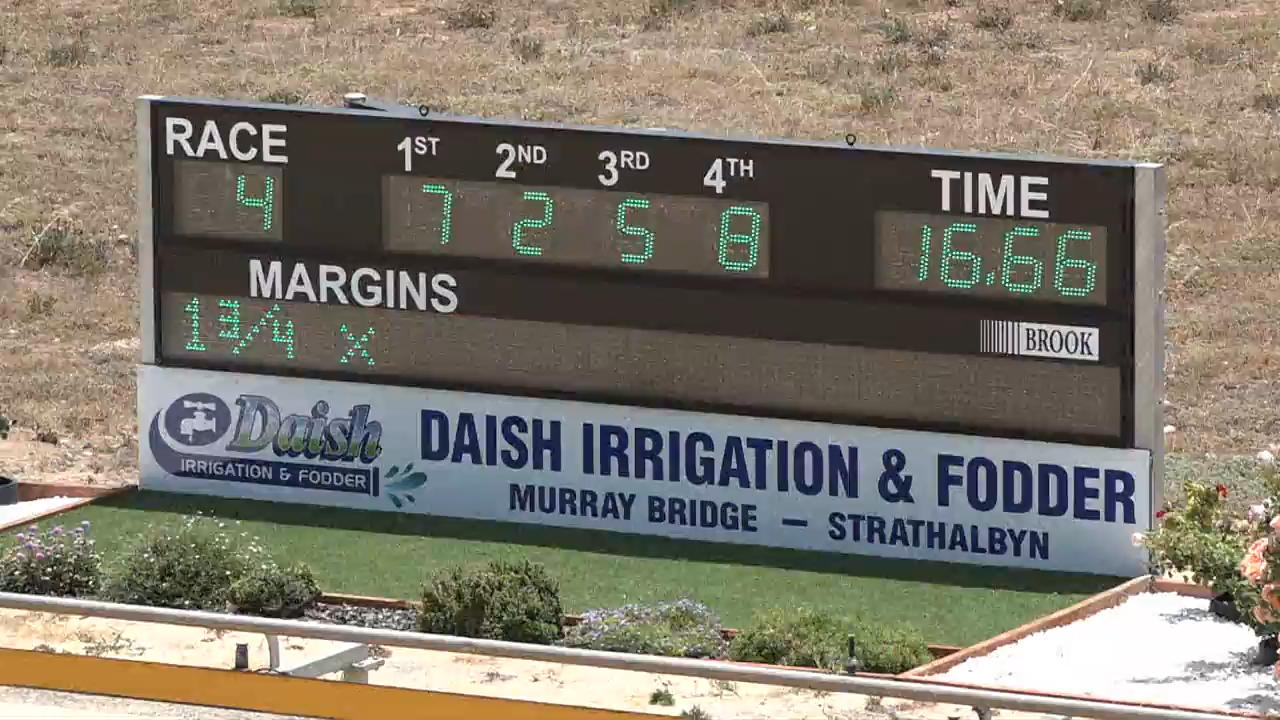 RACE 1ST 2ND 3RD 4TH TIME
4 7 2 5 8 16.66
MARGINS
1 3/4 x
BROOK
Daish
IRRIGATION & FODDER
DAISH IRRIGATION & FODDER
MURRAY BRIDGE – STRATHALBYN